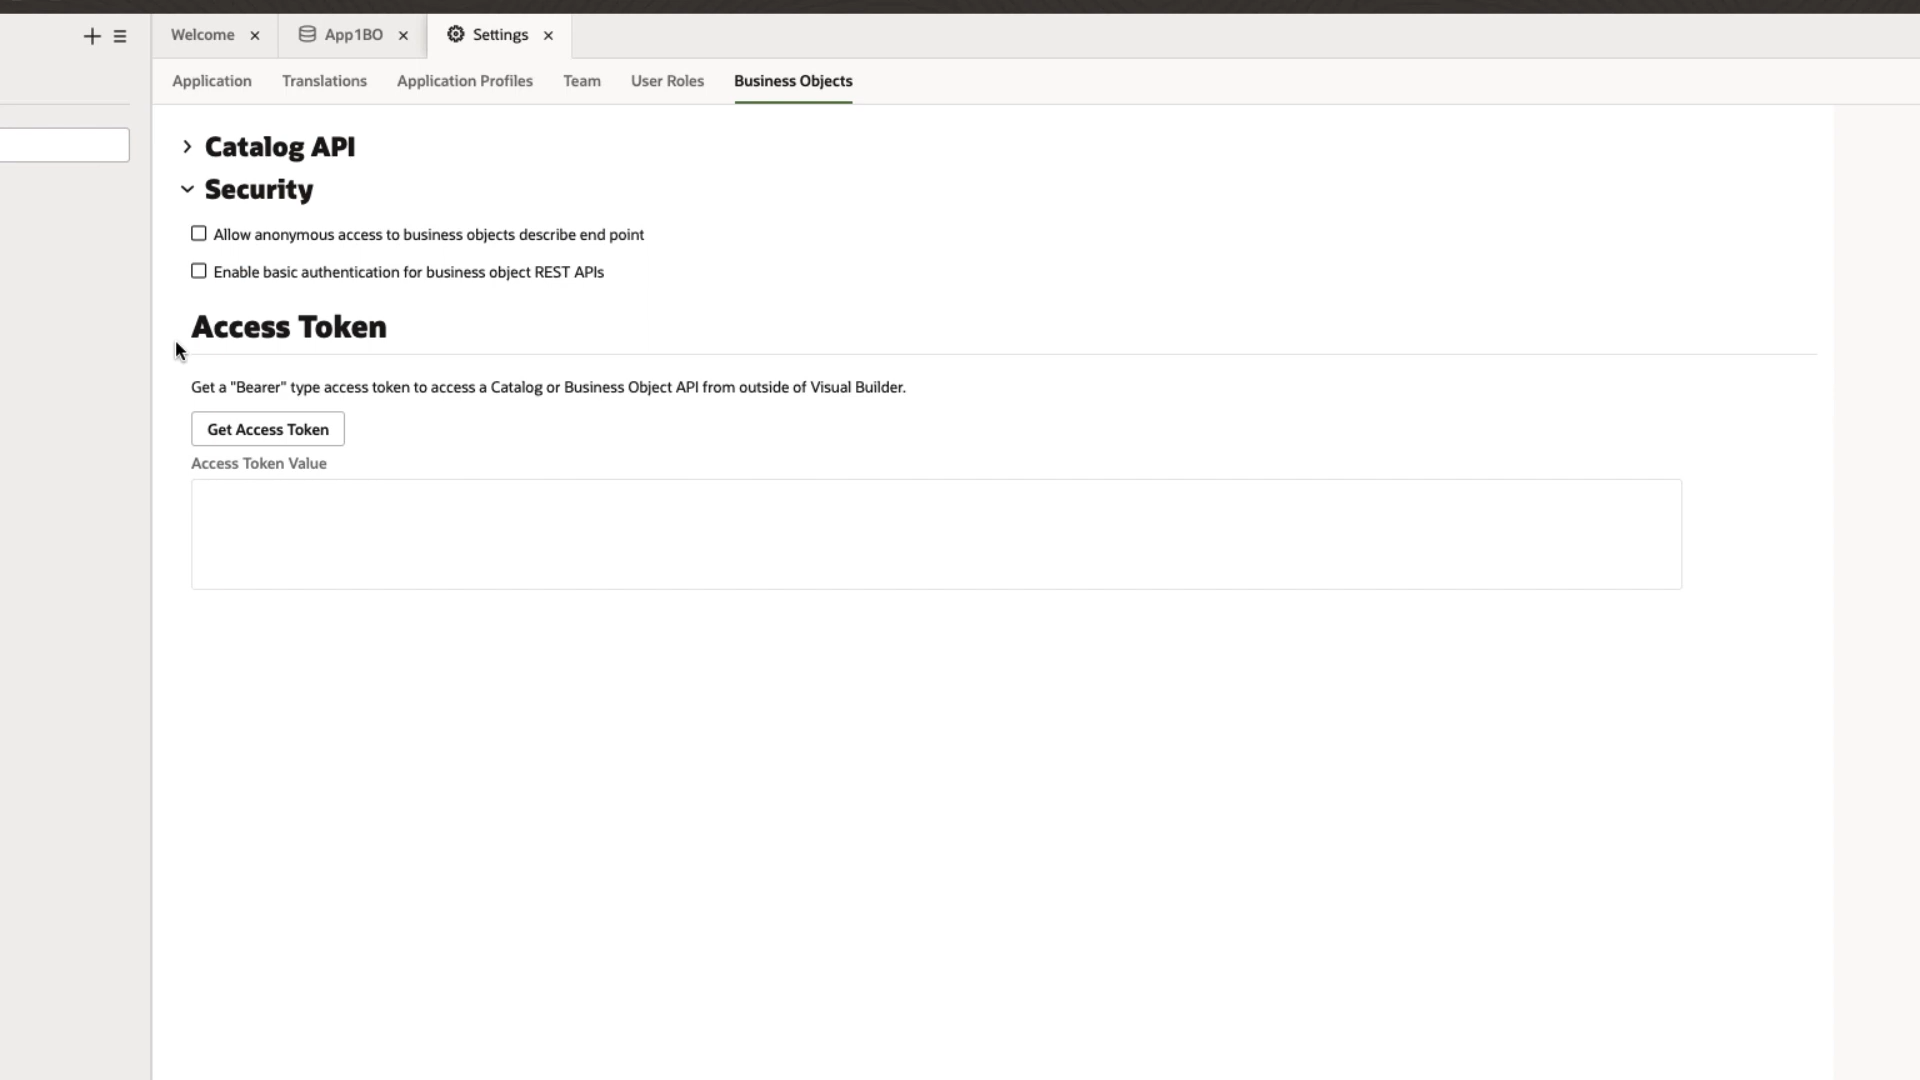 Welcome
App1BO
Settings
Application
Translations
Application Profiles
Team
User Roles
Business Objects
Catalog API
Security
Allow anonymous access to business objects describe end point
Enable basic authentication for business object REST APIs
Access Token
Get a "Bearer" type access token to access a Catalog or Business Object API from outside of Visual Builder.
Get Access Token
Access Token Value